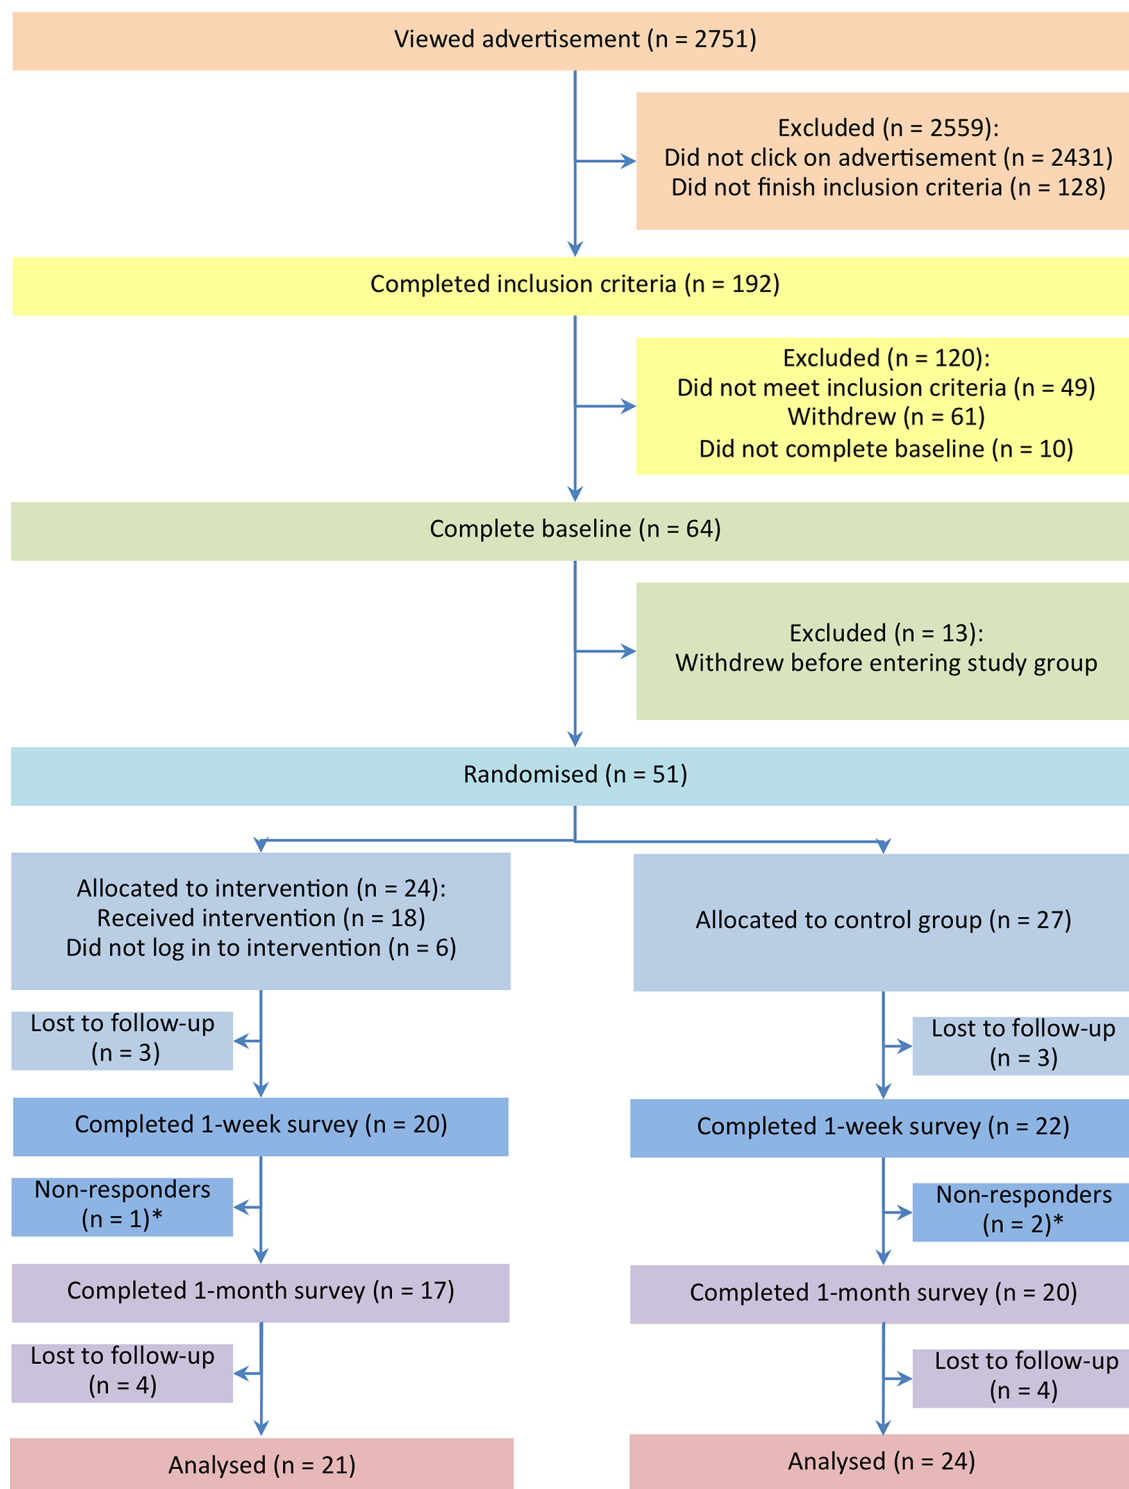 Viewed advertisement (n = 2751)
Excluded (n = 2559):
Did not click on advertisement (n = 2431)
Did not finish inclusion criteria (n = 128)
Completed inclusion criteria (n = 192)
Excluded (n = 120):
Did not meet inclusion criteria (n = 49)
Withdrew (n = 61)
Did not complete baseline (n = 10)
Complete baseline (n = 64)
Excluded (n = 13):
Withdrew before entering study group
Randomised (n = 51)
Allocated to intervention (n = 24):
Received intervention (n = 18)
Did not log in to intervention (n = 6)
Allocated to control group (n = 27)
Lost to follow-up
(n = 3)
Lost to follow-up
(n = 3)
Completed 1-week survey (n = 20)
Completed 1-week survey (n = 22)
Non-responders
(n = 1)*
Non-responders
(n = 2)*
Completed 1-month survey (n = 17)
Completed 1-month survey (n = 20)
Lost to follow-up
(n = 4)
Lost to follow-up
(n = 4)
Analysed (n = 21)
Analysed (n = 24)